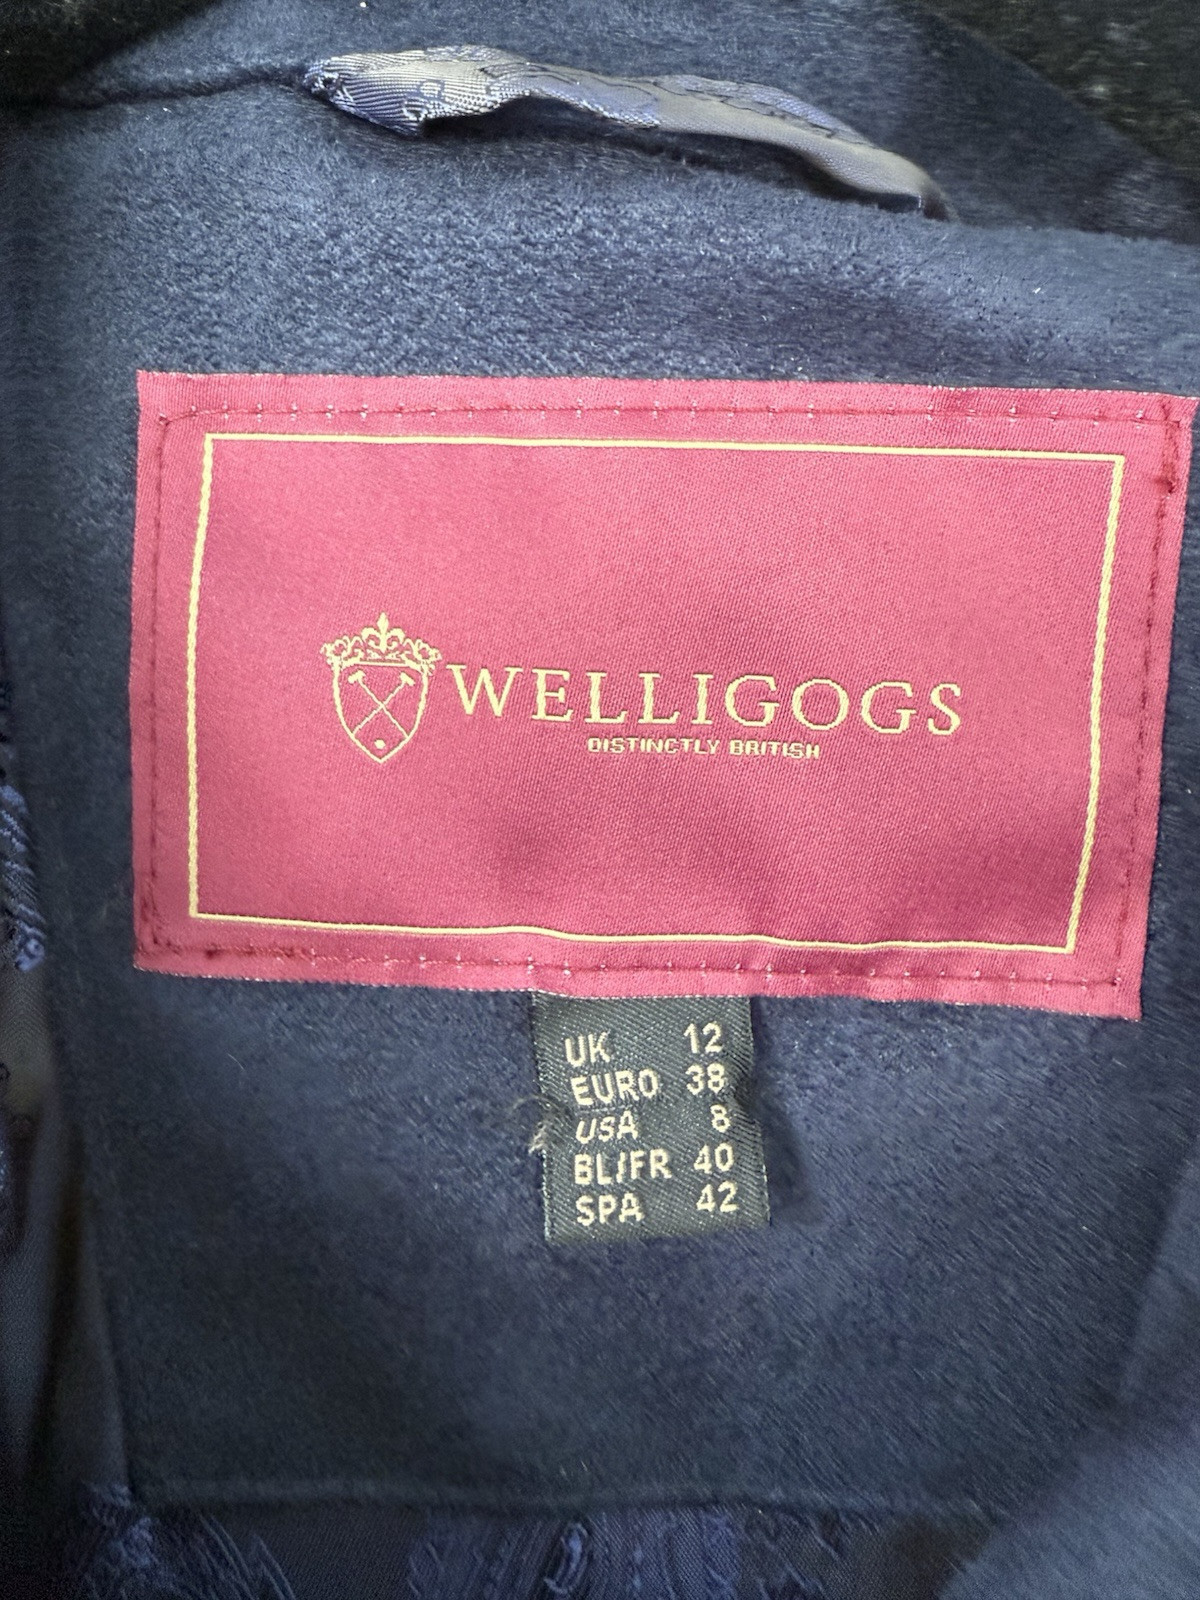 WELLIGOGS
DISTINCTLY BRITISH
UK 12
EURO 38
USA 8
BL/FR 40
SPA 42